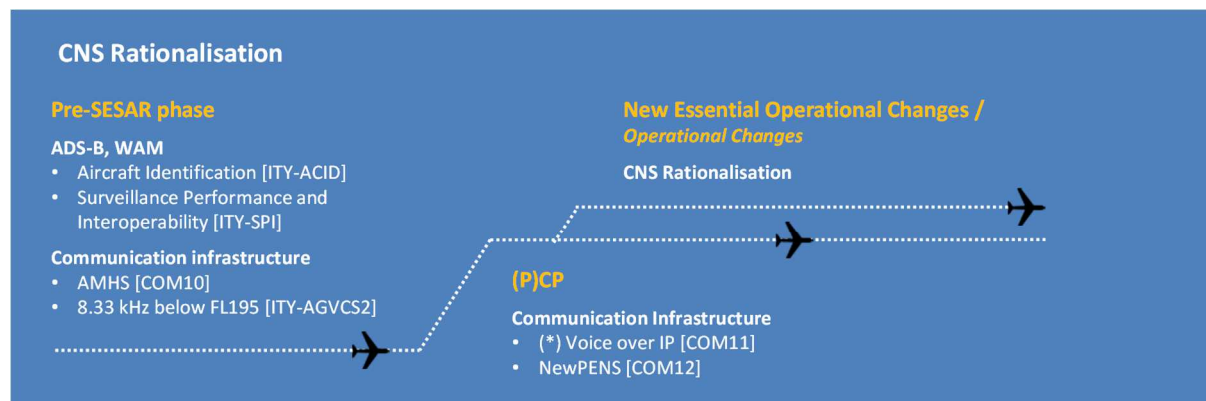 CNS Rationalisation
Pre-SESAR phase
ADS-B, WAM
• Aircraft Identification [ITY-ACID]
• Surveillance Performance and
Interoperability [ITY-SPI]
Communication infrastructure
• AMHS [COM10]
• 8.33 kHz below FL195 [ITY-AGVCS2]
New Essential Operational Changes /
Operational Changes
CNS Rationalisation
(P)CP
Communication Infrastructure
• (*) Voice over IP [COM11]
• NewPENS [COM12]